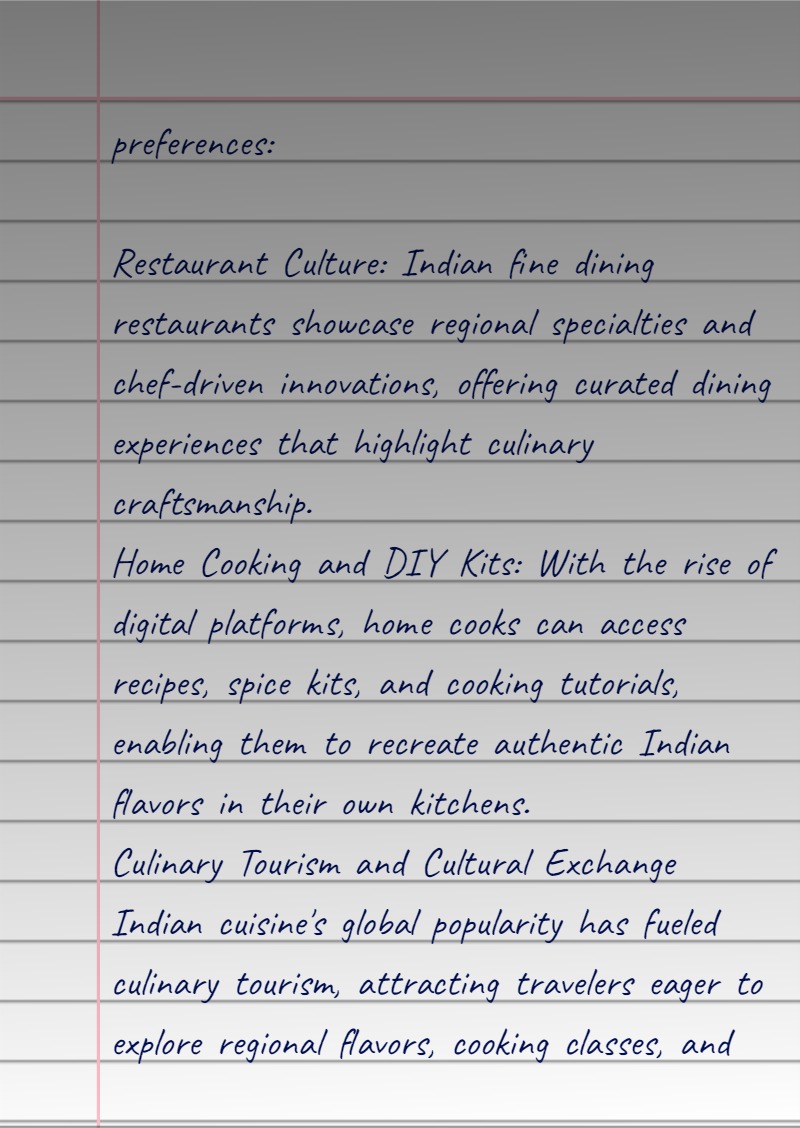 preferences:
Restaurant Culture: Indian fine dining
restaurants showcase regional specialties and
chef-driven innovations, offering curated dining
experiences that highlight culinary
craftsmanship.
Home Cooking and DIY Kits: With the rise of
digital platforms, home cooks can access
recipes, spice kits, and cooking tutorials,
enabling them to recreate authentic Indian
flavors in their own kitchens.
Culinary Tourism and Cultural Exchange
Indian cuisine's global popularity has fueled
culinary tourism, attracting travelers eager to
explore regional flavors, cooking classes, and